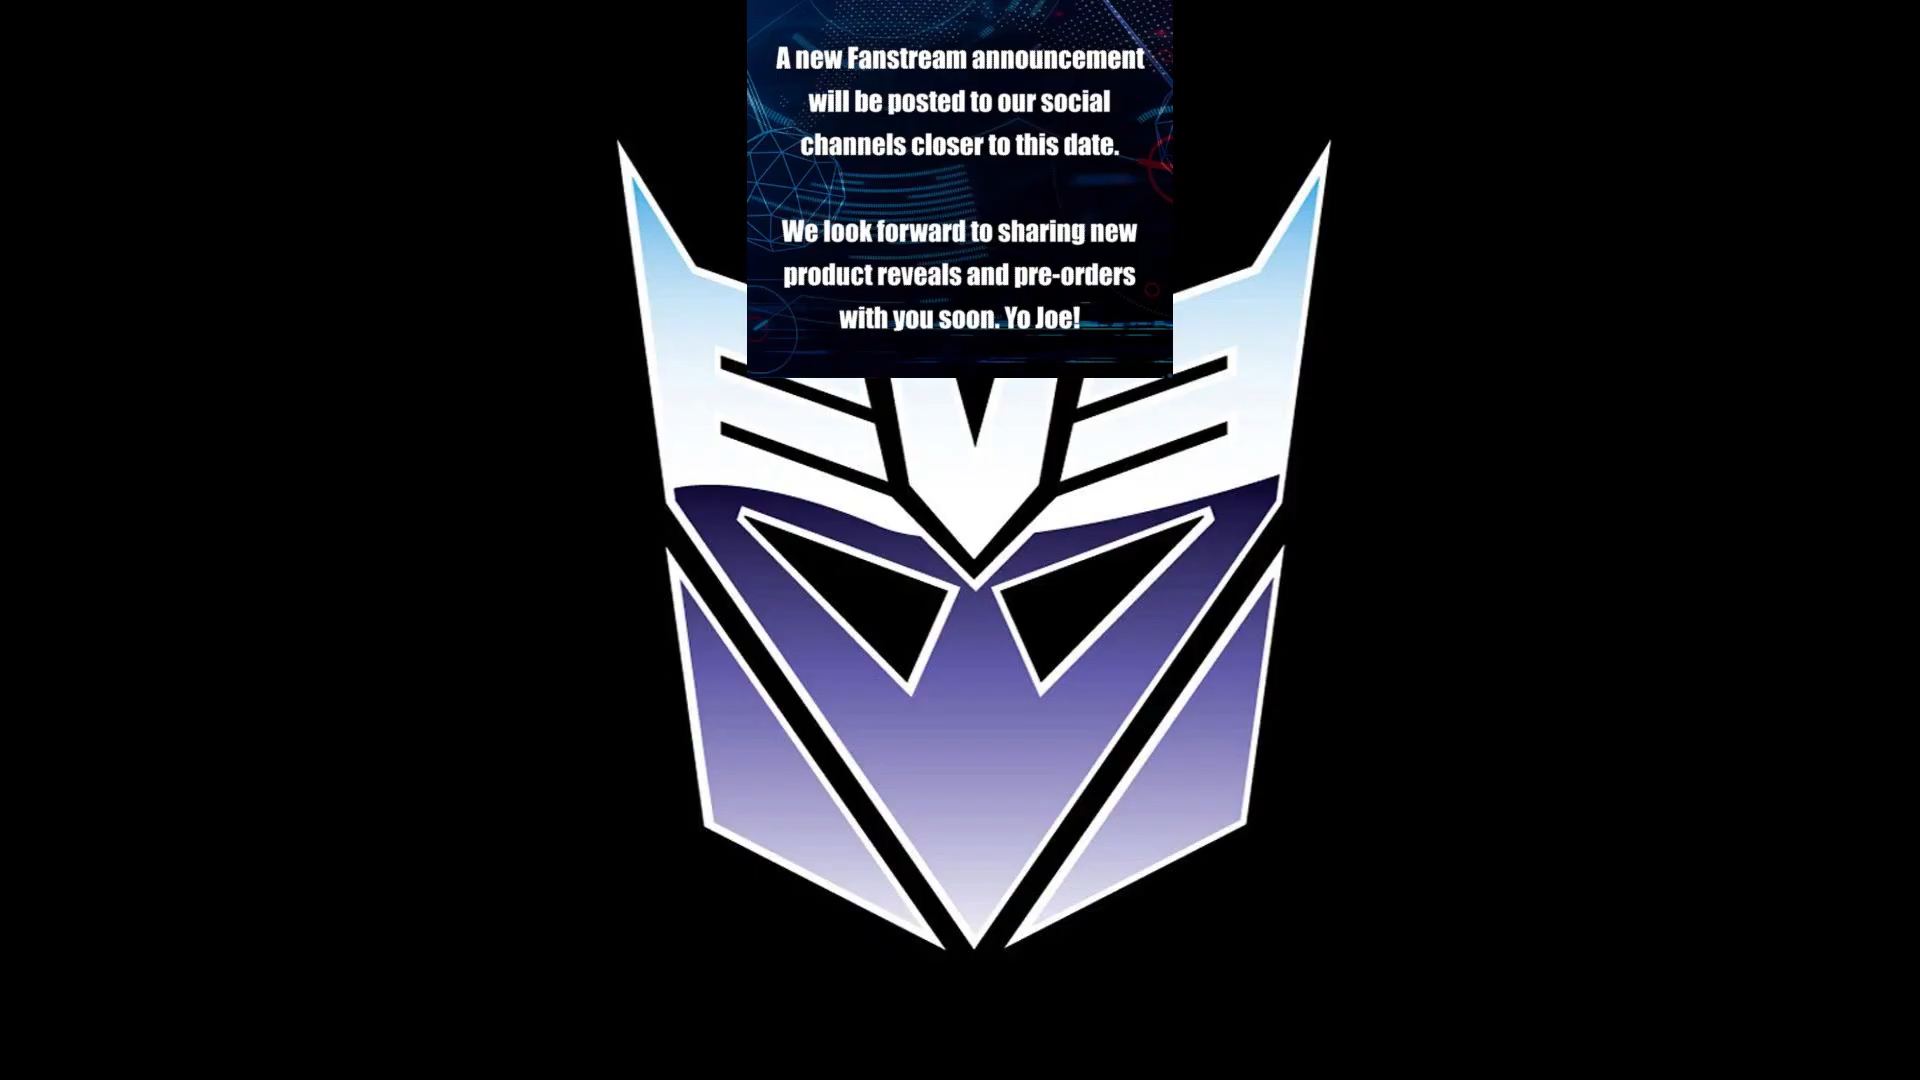 A new Fanstream announcement
will be posted to our social
channels closer to this date.
We look forward to sharing new
product reveals and pre-orders
with you soon. Yo Joe!